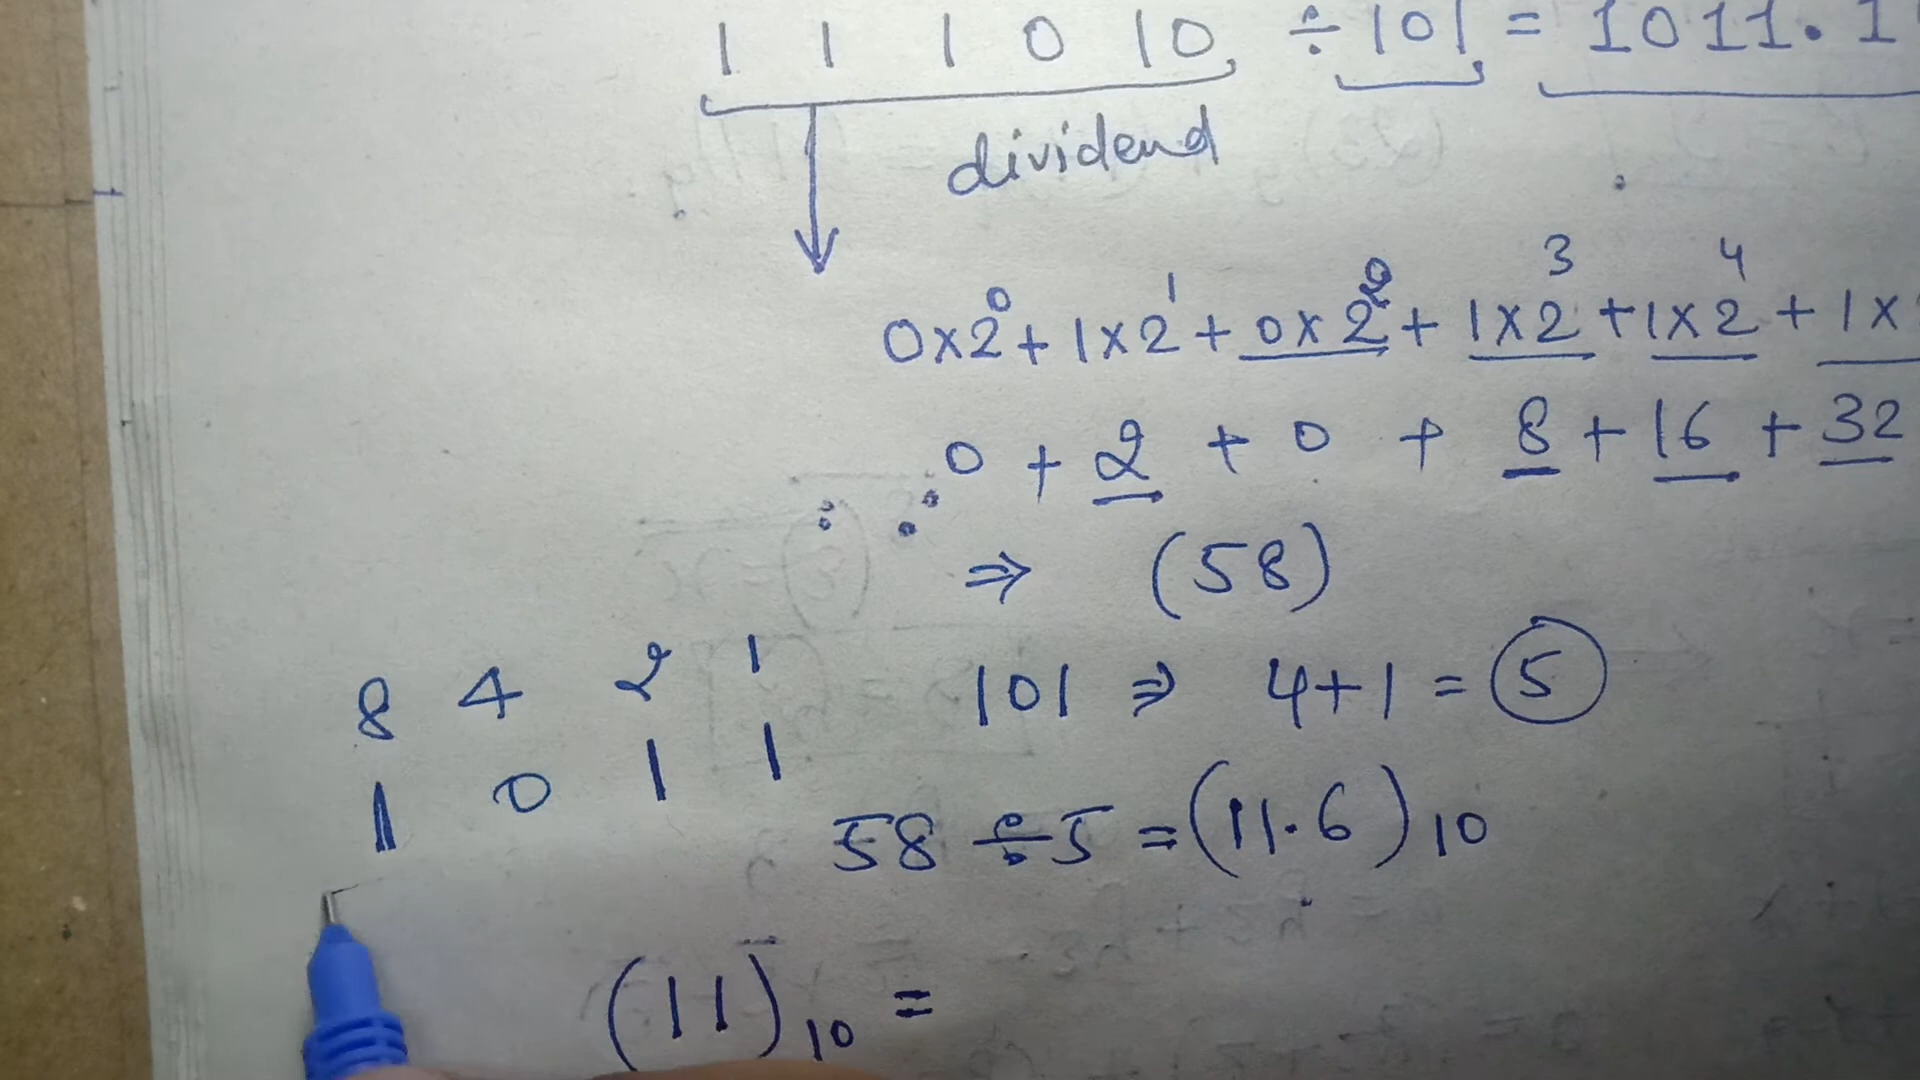 1 1 1 0 1 0 ÷ 101 = 1011.1
dividend
0×2⁰ + 1×2¹ + 0×2² + 1×2³ + 1×2⁴ + 1×
0 + 2 + 0 + 8 + 16 + 32
⇒ (58)
8 4 2 1
101 ⇒ 4+1 = 5
1 0 1 1
58 ÷ 5 = (11.6)₁₀
(11)₁₀ =